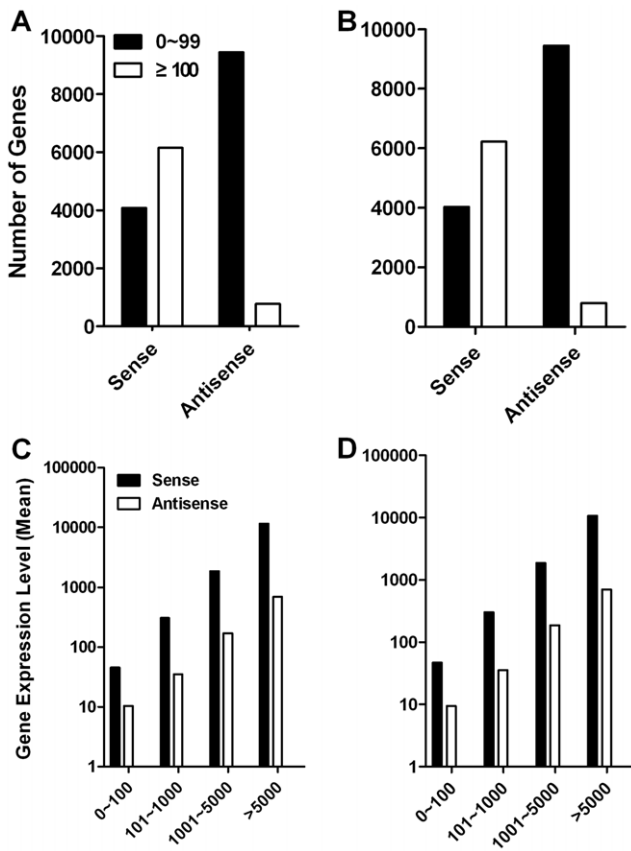 A
10000
8000
6000
4000
2000
0
Number of Genes
0~99
≥ 100
Sense
Antisense
B
10000
8000
6000
4000
2000
0
Sense
Antisense
C
100000
10000
1000
100
10
1
Gene Expression Level (Mean)
Sense
Antisense
0~100
101~1000
1001~5000
>5000
D
100000
10000
1000
100
10
1
0~100
101~1000
1001~5000
>5000